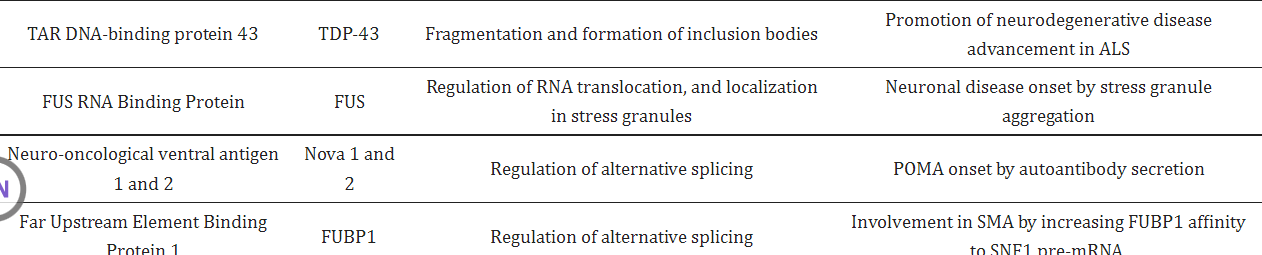 TAR DNA-binding protein 43 TDP-43 Fragmentation and formation of inclusion bodies Promotion of neurodegenerative disease
advancement in ALS
FUS RNA Binding Protein FUS Regulation of RNA translocation, and localization
in stress granules Neuronal disease onset by stress granule
aggregation
Neuro-oncological ventral antigen
1 and 2 Nova 1 and
2 Regulation of alternative splicing POMA onset by autoantibody secretion
N
Far Upstream Element Binding
Protein 1 FUBP1 Regulation of alternative splicing Involvement in SMA by increasing FUBP1 affinity
to SNF1 pre-mRNA